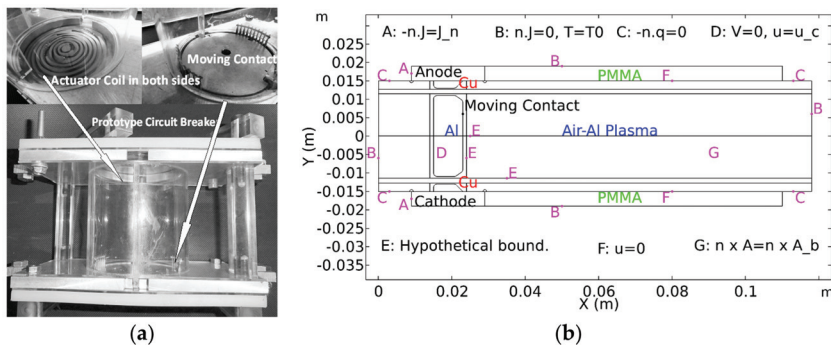 Moving Contact
Actuator Coil in both sides
Prototype Circuit Breaker
(a)
m
A: -n.J=J_n B: n.J=0, T=T0 C: -n.q=0 D: V=0, u=u_c
0.025
0.02
0.015
0.011
0.005
0
-0.005
-0.011
-0.015
-0.02
-0.025
-0.03
-0.035
Y (m)
C A Anode B PMMA F C
Cu
Moving Contact
B
Al E Air-Al Plasma
B D E G
E
Cu
C A Cathode B PMMA F C
E: Hypothetical bound. F: u=0 G: n x A=n x A_b
0 0.02 0.04 0.06 0.08 0.1 m
X (m)
(b)